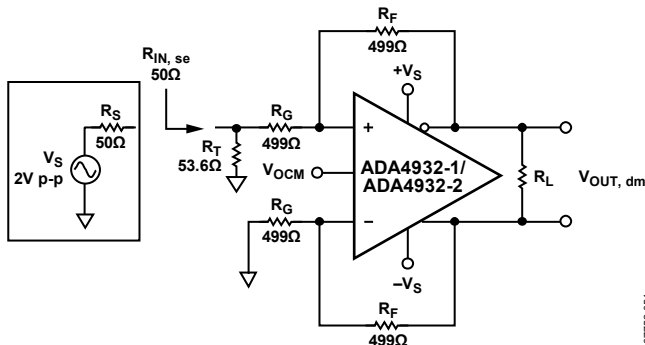 RF
499Ω
RIN, se
50Ω
+VS
RS
50Ω
RG
499Ω
+
RT
53.6Ω
VS
2V p-p
VOCM
ADA4932-1/
ADA4932-2
RL
VOUT, dm
RG
499Ω
–
–VS
RF
499Ω